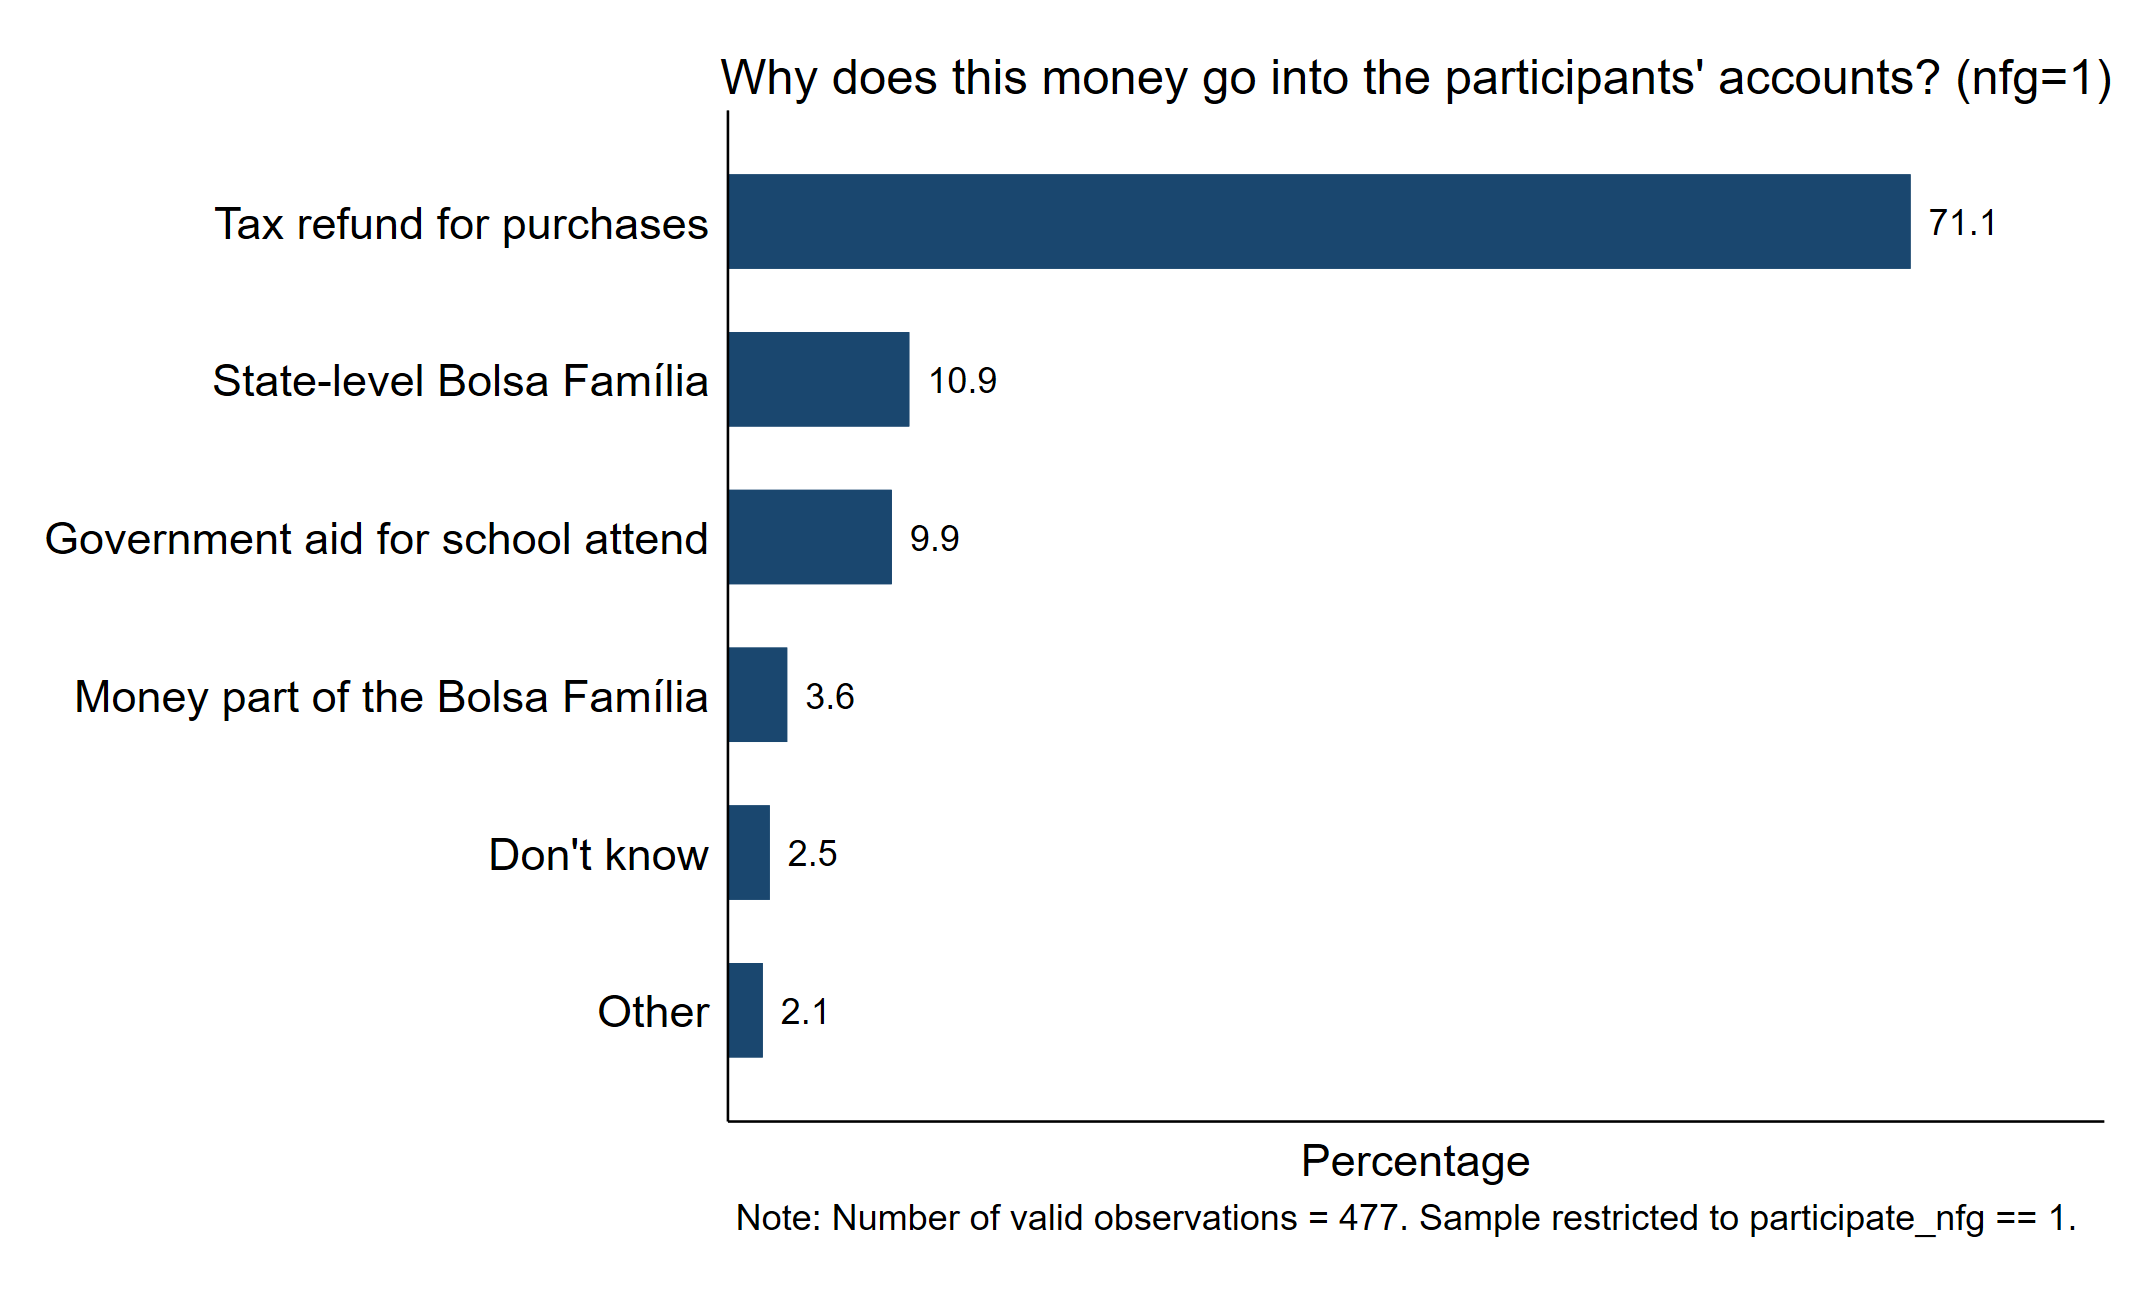 Why does this money go into the participants' accounts? (nfg=1)
Tax refund for purchases 71.1
State-level Bolsa Família 10.9
Government aid for school attend 9.9
Money part of the Bolsa Família 3.6
Don't know 2.5
Other 2.1
Percentage
Note: Number of valid observations = 477. Sample restricted to participate_nfg == 1.